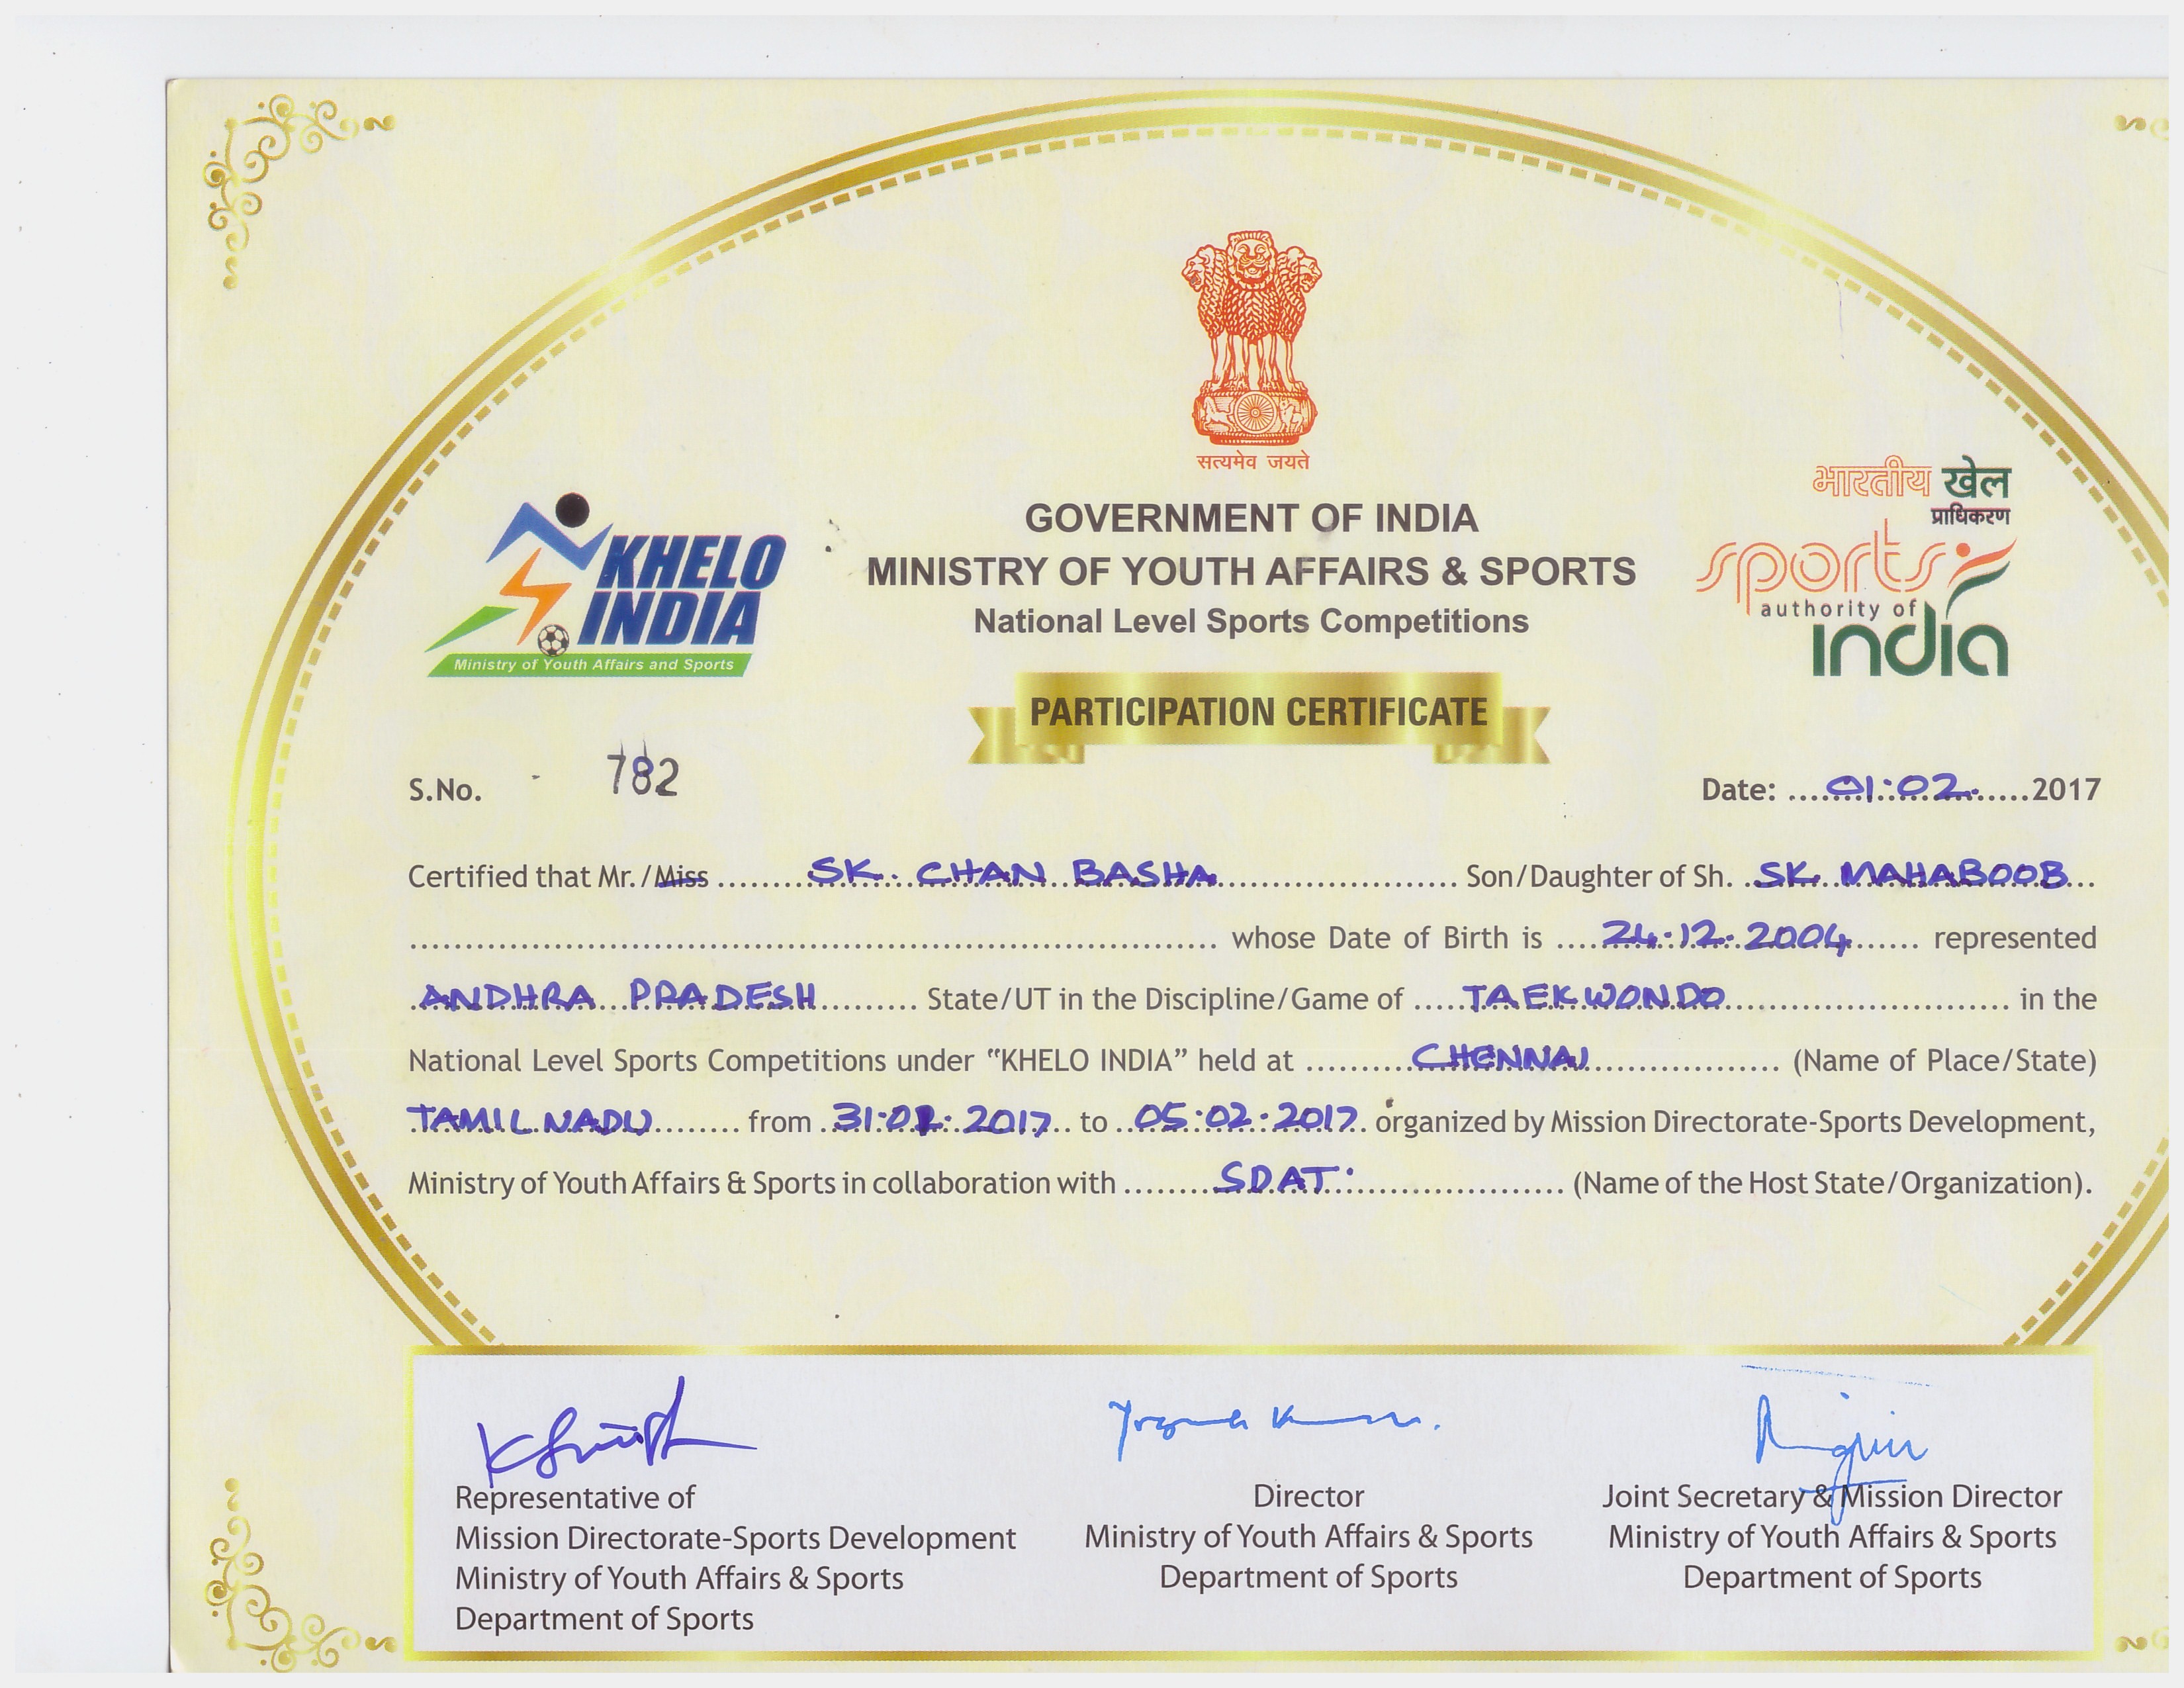 सत्यमेव जयते
GOVERNMENT OF INDIA
MINISTRY OF YOUTH AFFAIRS & SPORTS
National Level Sports Competitions
KHELO
INDIA
Ministry of Youth Affairs and Sports
भारतीय खेल
प्राधिकरण
sports
authority of
india
PARTICIPATION CERTIFICATE
S.No. - 782
Date: ....01:02.......2017
Certified that Mr./Miss ........SK. CHAN BASHA........ Son/Daughter of Sh. SK. MAHABOOB...
........ whose Date of Birth is ....24.12.2004...... represented
ANDHRA PRADESH......... State/UT in the Discipline/Game of .....TAEKWONDO........ in the
National Level Sports Competitions under “KHELO INDIA” held at .........CHENNAI........ (Name of Place/State)
TAMIL NADU........ from ..31.01.2017.. to ..05.02.2017. organized by Mission Directorate-Sports Development,
Ministry of Youth Affairs & Sports in collaboration with ........SDAT........ (Name of the Host State/Organization).
Representative of
Mission Directorate-Sports Development
Ministry of Youth Affairs & Sports
Department of Sports
Director
Ministry of Youth Affairs & Sports
Department of Sports
Joint Secretary & Mission Director
Ministry of Youth Affairs & Sports
Department of Sports